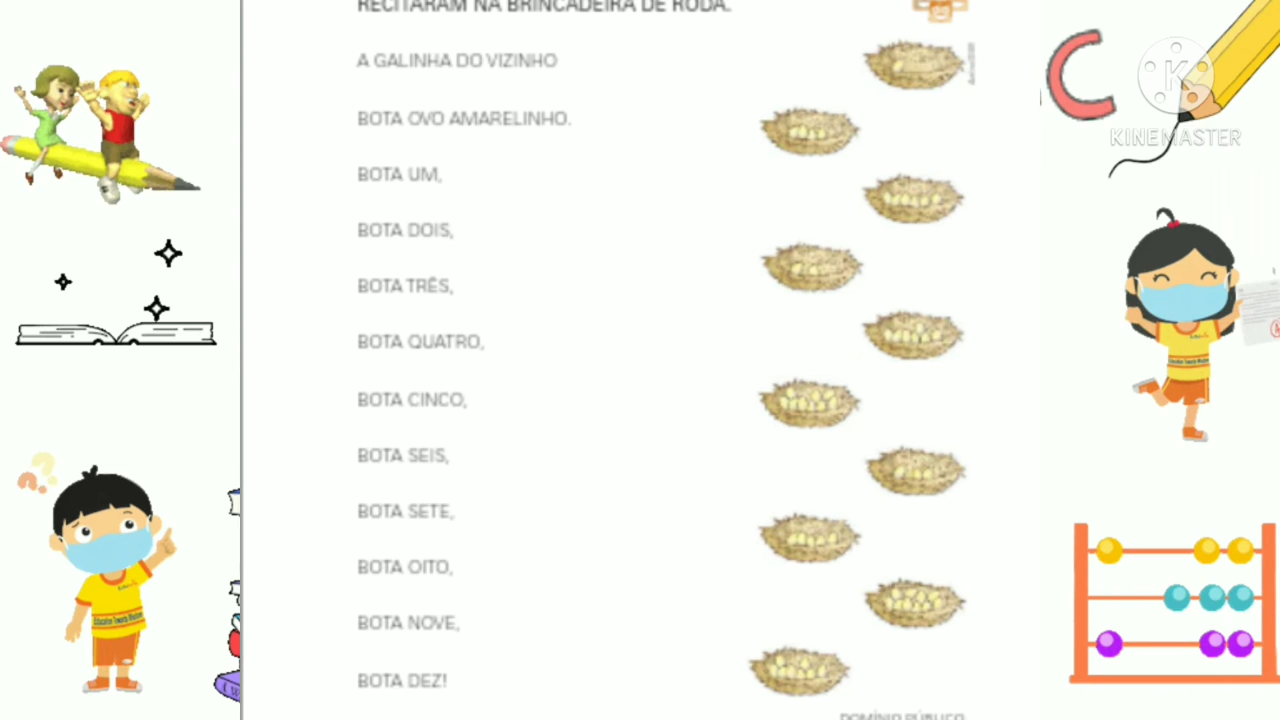 RECITARAM NA BRINCADEIRA DE RODA.
A GALINHA DO VIZINHO
BOTA OVO AMARELINHO.
BOTA UM,
BOTA DOIS,
BOTA TRÊS,
BOTA QUATRO,
BOTA CINCO,
BOTA SEIS,
BOTA SETE,
BOTA OITO,
BOTA NOVE,
BOTA DEZ!
DOMÍNIO PÚBLICO
C
K
KINEMASTER